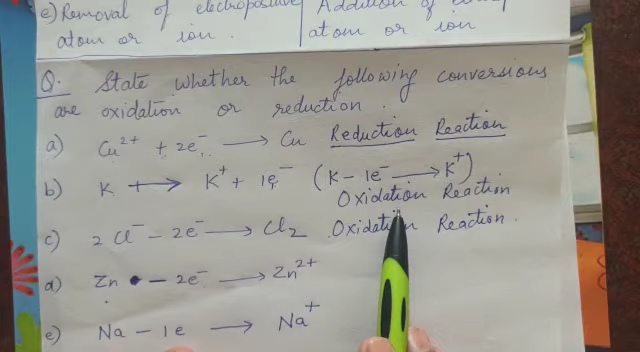 e) Removal of electropositive | Addition of
atom or ion. | atom or ion
Q. State whether the following conversions
are oxidation or reduction.
a) Cu²⁺ + 2e⁻ → Cu Reduction Reaction
b) K → K⁺ + 1e⁻ (K - 1e⁻ → K⁺)
Oxidation Reaction
c) 2Cl⁻ - 2e⁻ → Cl₂ Oxidation Reaction.
d) Zn - 2e⁻ → Zn²⁺
e) Na - 1e → Na⁺